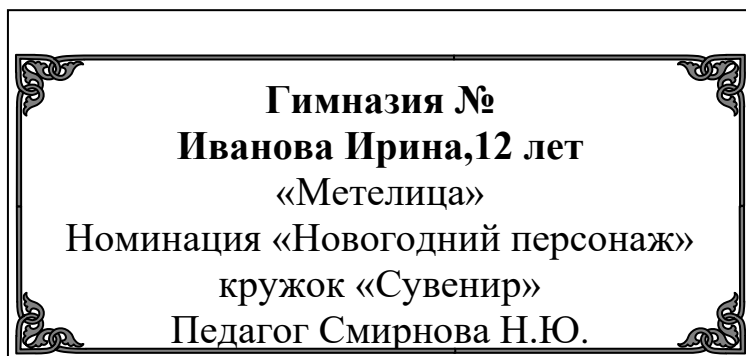 Гимназия №
Иванова Ирина,12 лет
«Метелица»
Номинация «Новогодний персонаж»
кружок «Сувенир»
Педагог Смирнова Н.Ю.